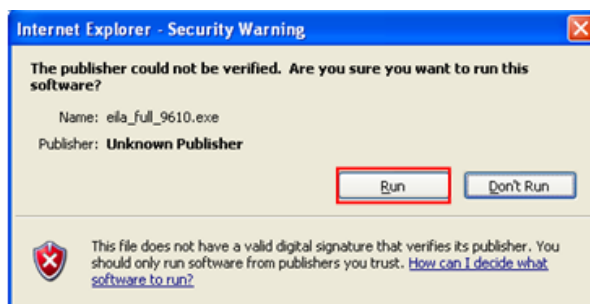 Internet Explorer - Security Warning
The publisher could not be verified. Are you sure you want to run this
software?
Name: eila_full_9610.exe
Publisher: Unknown Publisher
Run Don't Run
This file does not have a valid digital signature that verifies its publisher. You
should only run software from publishers you trust. How can I decide what
software to run?